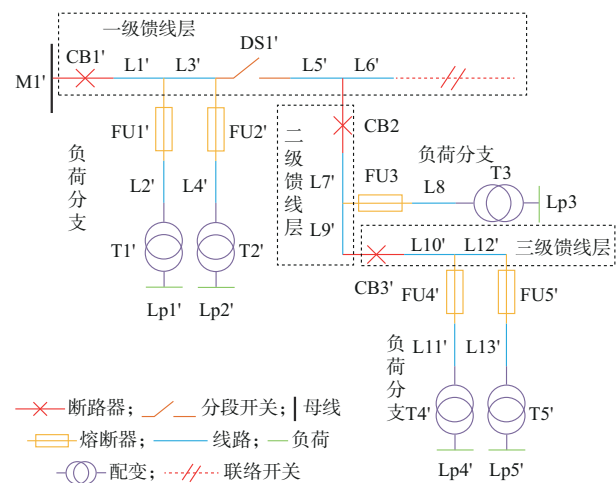 一级馈线层
CB1' L1' L3' DS1' L5' L6'
M1'
FU1' FU2' 二级馈线层 CB2
负荷分支
负荷分支
FU3 L8 T3
L2' L4' L7'
Lp3
L9'
T1' T2' L10' L12' 三级馈线层
CB3'
Lp1' Lp2' FU4' FU5'
负荷分支
L11' L13'
断路器; 分段开关; 母线
T4' T5'
熔断器; 线路; 负荷
配变; 联络开关
Lp4' Lp5'